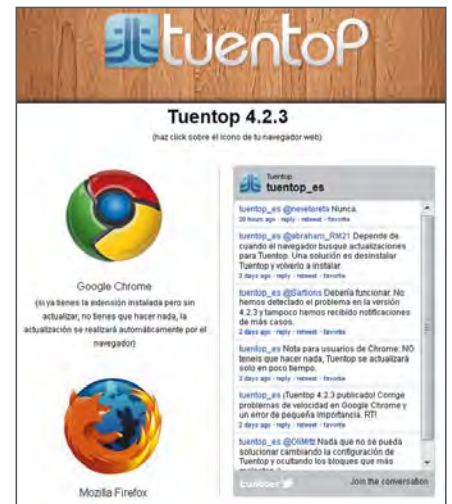 tuentoP
Tuentop 4.2.3
(haz click sobre el icono de tu navegador web)
Google Chrome
(si ya tienes la extensión instalada pero sin
actualizar, no tienes que hacer nada, la
actualización se realizará automáticamente por el
navegador)
Mozilla Firefox
Tuentop
tuentop_es
tuentop_es @nevetoreta Nunca.
20 hours ago · reply · retweet · favorite
tuentop_es @abraham_RM21 Depende de
cuando el navegador busque actualizaciones
para Tuentop. Una solución es desinstalar
Tuentop y volverlo a instalar.
2 days ago · reply · retweet · favorite
tuentop_es @Bartions Debería funcionar. No
hemos detectado el problema en la versión
4.2.3 y tampoco hemos recibido notificaciones
de más casos.
2 days ago · reply · retweet · favorite
tuentop_es Nota para usuarios de Chrome: NO
teneis que hacer nada, Tuentop se actualizará
solo en poco tiempo.
2 days ago · reply · retweet · favorite
tuentop_es ¡Tuentop 4.2.3 publicado! Corrige
problemas de velocidad en Google Chrome y
un error de pequeña importancia. RT!
2 days ago · reply · retweet · favorite
tuentop_es Nada que no se pueda
solucionar cambiando la configuración de
Tuentop y ocultando los bloques que más
twitter
Join the conversation